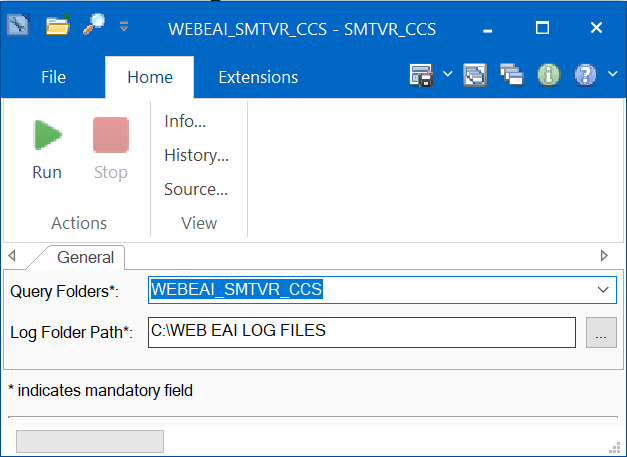 WEBEAI_SMTVR_CCS - SMTVR_CCS
File Home Extensions
Run Stop
Info...
History...
Source...
Actions View
General
Query Folders*: WEBEAI_SMTVR_CCS
Log Folder Path*: C:\WEB EAI LOG FILES ...
* indicates mandatory field